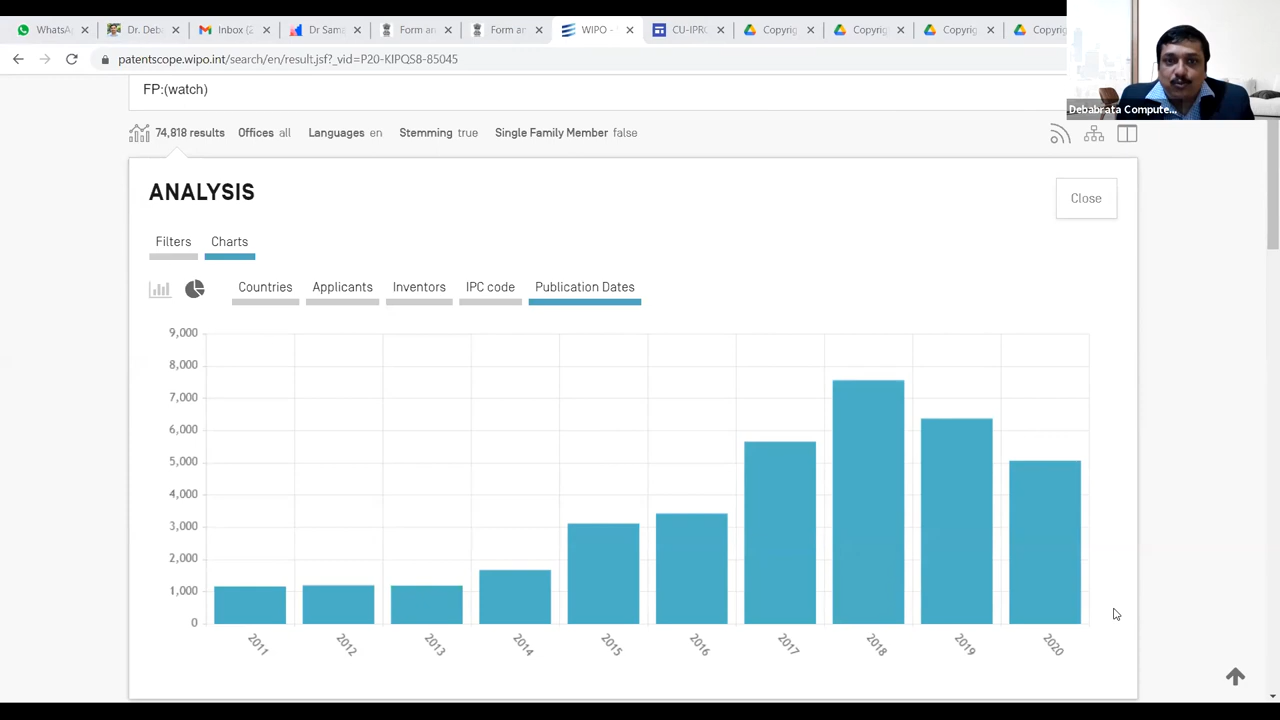 WhatsA
Dr. Deb
Inbox (2
Dr Sama
Form an
Form an
WIPO -
CU-IPRC
Copyrig
Copyrig
Copyrig
Copyrig
patentscope.wipo.int/search/en/result.jsf?_vid=P20-KIPQS8-85045
Debabrata Compute...
FP:(watch)
74,818 results Offices all Languages en Stemming true Single Family Member false
ANALYSIS
Close
Filters Charts
Countries Applicants Inventors IPC code Publication Dates
9,000
8,000
7,000
6,000
5,000
4,000
3,000
2,000
1,000
0
2011 2012 2013 2014 2015 2016 2017 2018 2019 2020